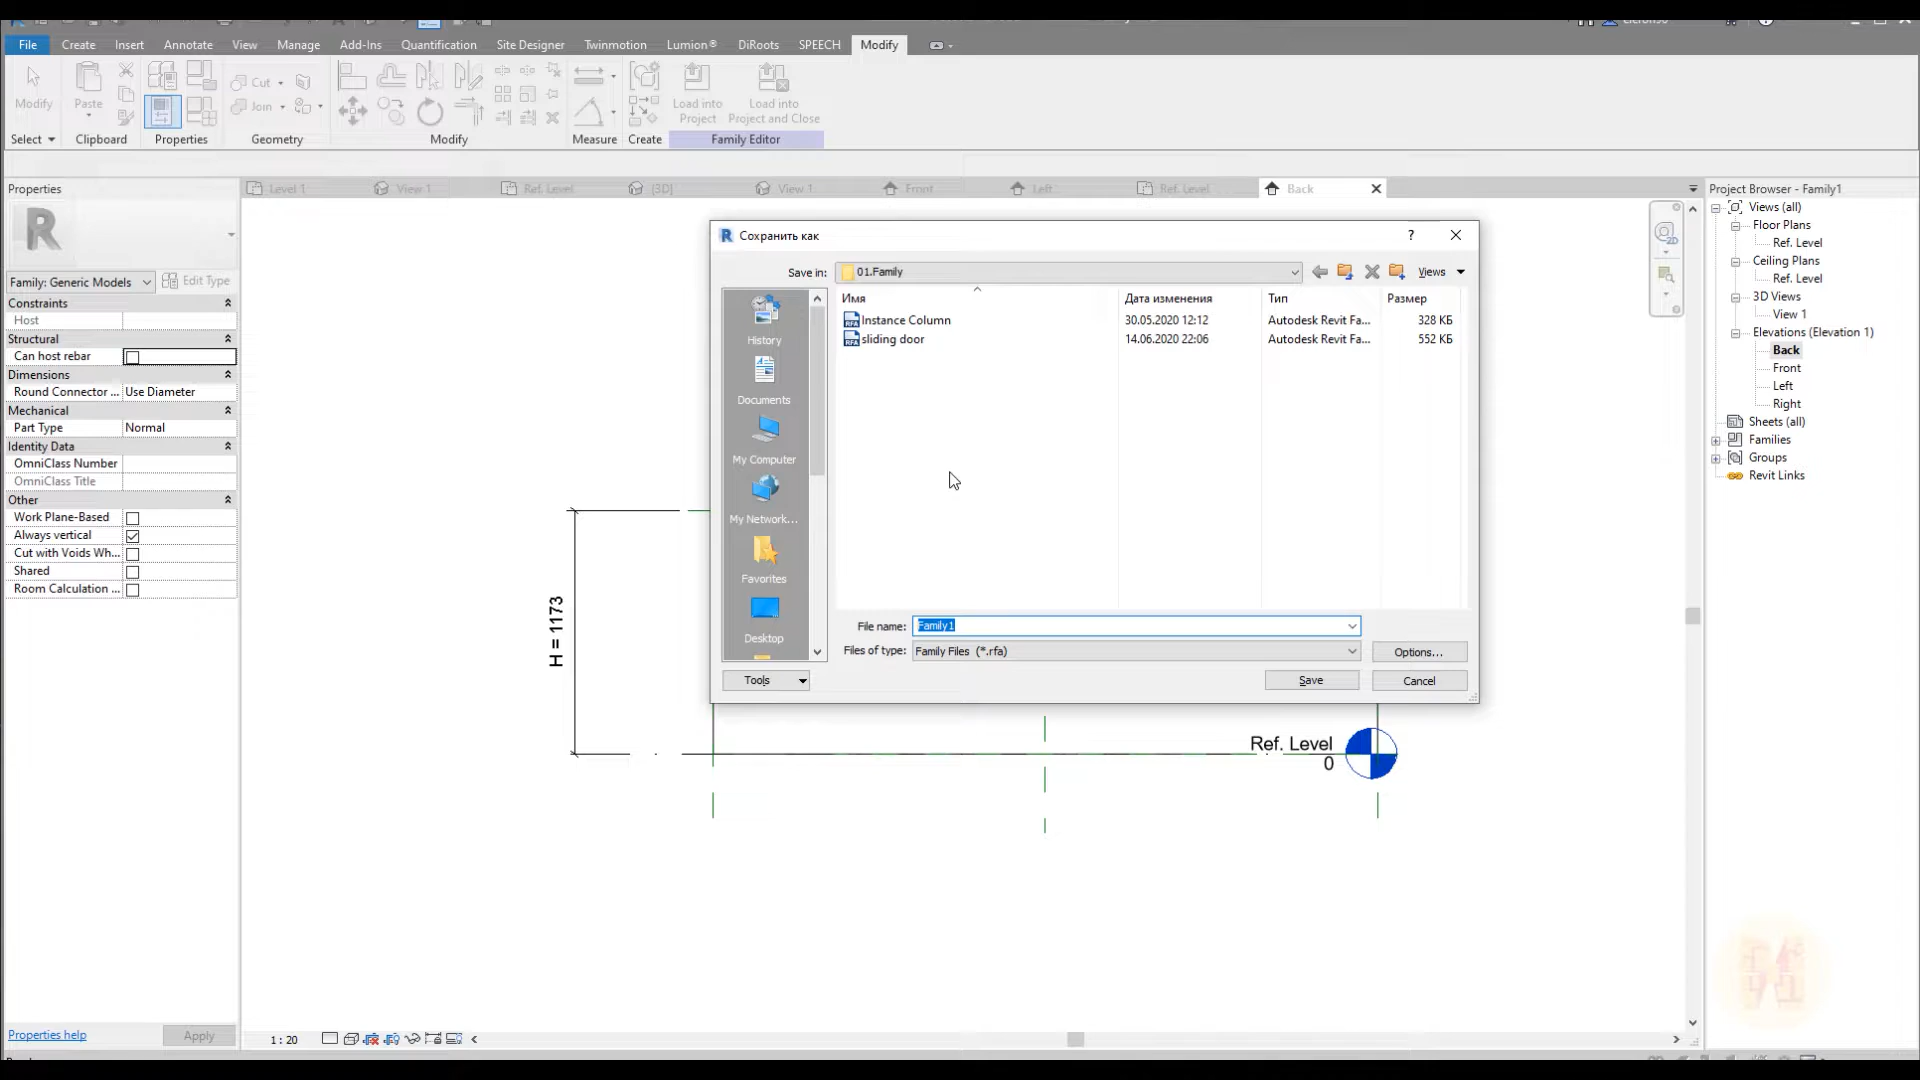 File Create Insert Annotate View Manage Add-Ins Quantification Site Designer Twinmotion Lumion® DiRoots SPEECH Modify
Modify Paste Cut Join Load into Project Load into Project and Close
Select Clipboard Properties Geometry Modify Measure Create Family Editor
Properties
Level 1 View 1 Ref. Level {3D} View 1 Front Left Ref. Level Back
Project Browser - Family1
R
Family: Generic Models Edit Type
Constraints
Host
Structural
Can host rebar
Dimensions
Round Connector ... Use Diameter
Mechanical
Part Type Normal
Identity Data
OmniClass Number
OmniClass Title
Other
Work Plane-Based
Always vertical
Cut with Voids Wh...
Shared
Room Calculation ...
Properties help Apply
Сохранить как
Save in: 01.Family Views
Имя Дата изменения Тип Размер
Instance Column 30.05.2020 12:12 Autodesk Revit Fa... 328 КБ
sliding door 14.06.2020 22:06 Autodesk Revit Fa... 552 КБ
History
Documents
My Computer
My Network...
Favorites
Desktop
File name: Family1
Files of type: Family Files (*.rfa) Options...
Tools Save Cancel
H = 1173
Ref. Level
0
1 : 20
2D
Views (all)
Floor Plans
Ref. Level
Ceiling Plans
Ref. Level
3D Views
View 1
Elevations (Elevation 1)
Back
Front
Left
Right
Sheets (all)
Families
Groups
Revit Links